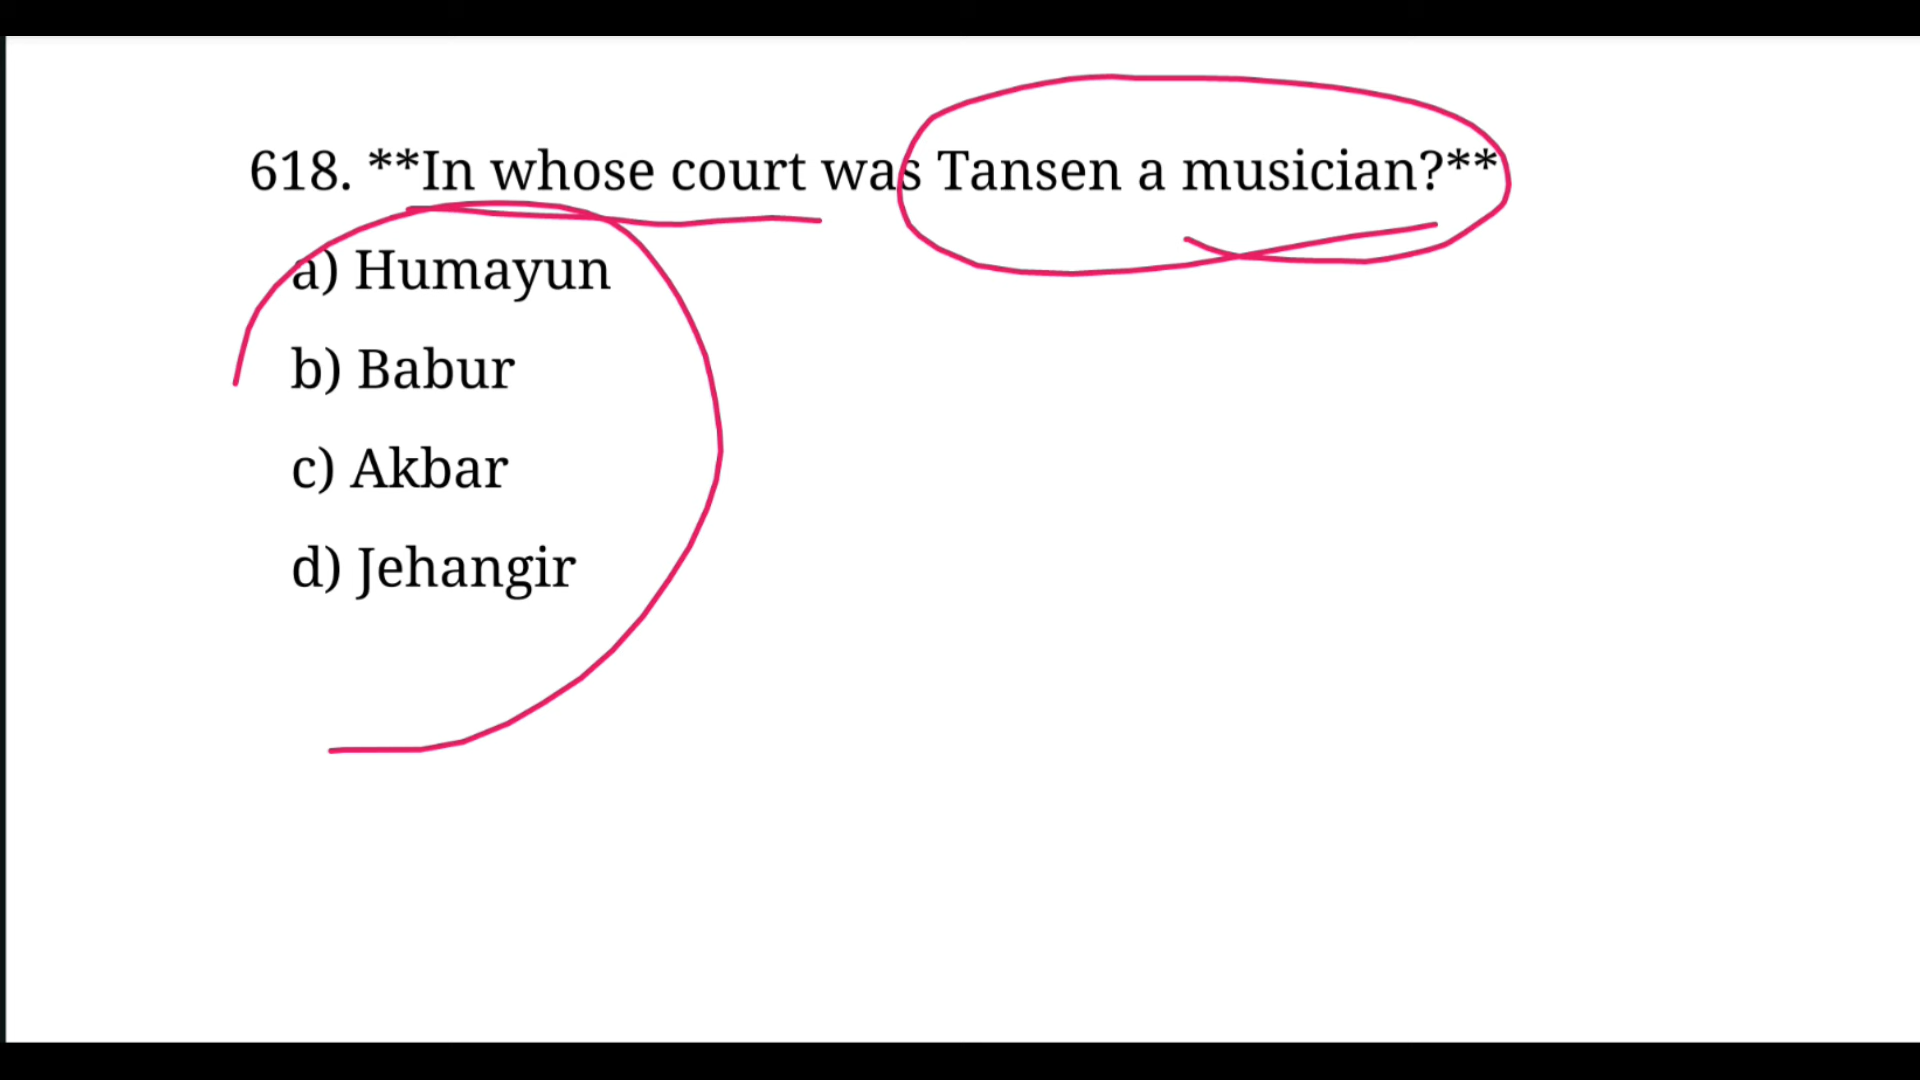 618. **In whose court was Tansen a musician?**
a) Humayun
b) Babur
c) Akbar
d) Jehangir